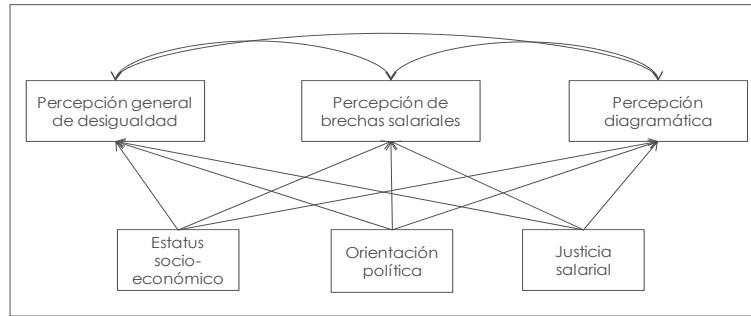 Percepción general
de desigualdad
Percepción de
brechas salariales
Percepción
diagramática
Estatus
socio-
económico
Orientación
política
Justicia
salarial